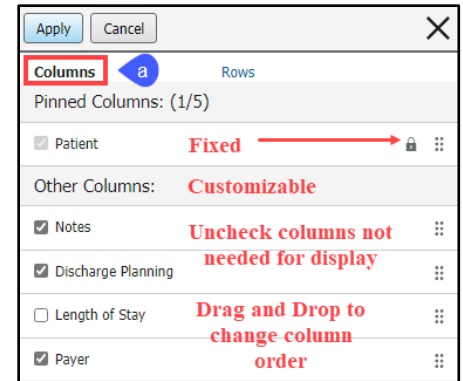 Apply Cancel
Columns a Rows
Pinned Columns: (1/5)
Patient Fixed
Other Columns: Customizable
Notes Uncheck columns not
needed for display
Discharge Planning
Length of Stay Drag and Drop to
change column
Payer order